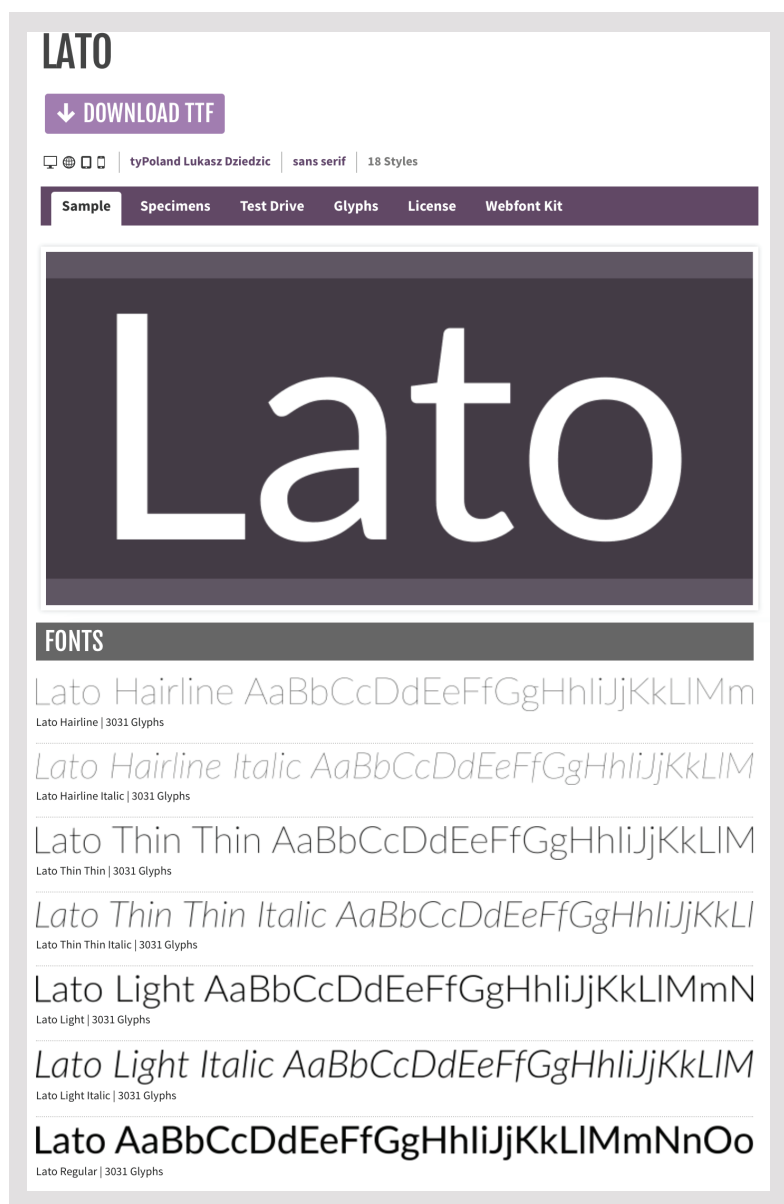 LATO
DOWNLOAD TTF
tyPoland Lukasz Dziedzic sans serif 18 Styles
Sample Specimens Test Drive Glyphs License Webfont Kit
Lato
FONTS
Lato Hairline AaBbCcDdEeFfGgHhIiJjKkLlMm
Lato Hairline | 3031 Glyphs
Lato Hairline Italic AaBbCcDdEeFfGgHhIiJjKkLlM
Lato Hairline Italic | 3031 Glyphs
Lato Thin Thin AaBbCcDdEeFfGgHhIiJjKkLlM
Lato Thin Thin | 3031 Glyphs
Lato Thin Thin Italic AaBbCcDdEeFfGgHhIiJjKkLl
Lato Thin Thin Italic | 3031 Glyphs
Lato Light AaBbCcDdEeFfGgHhIiJjKkLlMmN
Lato Light | 3031 Glyphs
Lato Light Italic AaBbCcDdEeFfGgHhIiJjKkLlM
Lato Light Italic | 3031 Glyphs
Lato AaBbCcDdEeFfGgHhIiJjKkLlMmNnOo
Lato Regular | 3031 Glyphs